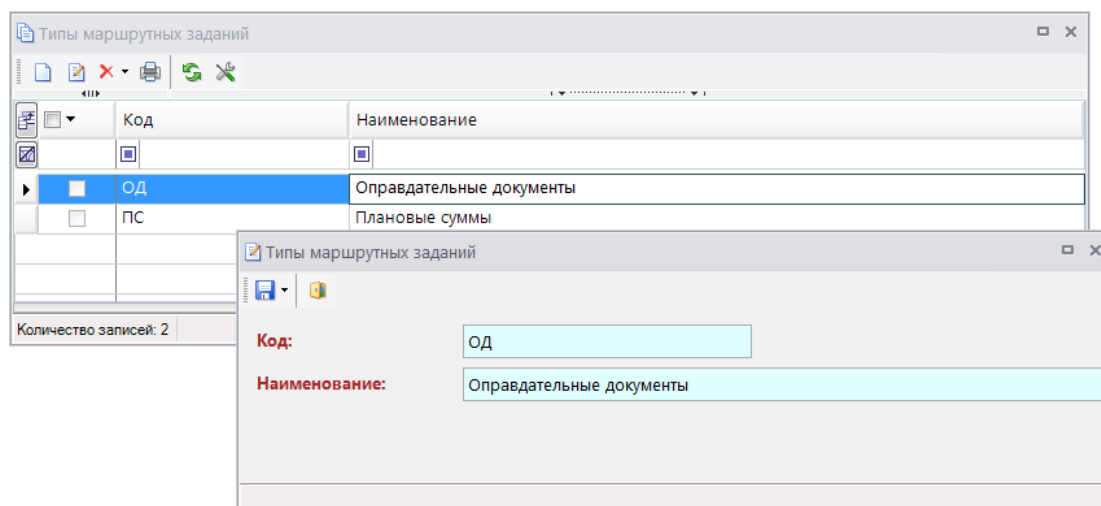 Типы маршрутных заданий
Код Наименование
ОД Оправдательные документы
ПС Плановые суммы
Количество записей: 2
Типы маршрутных заданий
Код: ОД
Наименование: Оправдательные документы